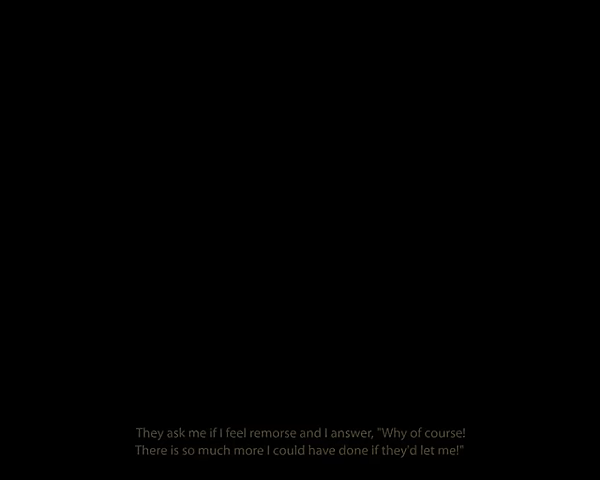 They ask me if I feel remorse and I answer, "Why of course!
There is so much more I could have done if they'd let me!"